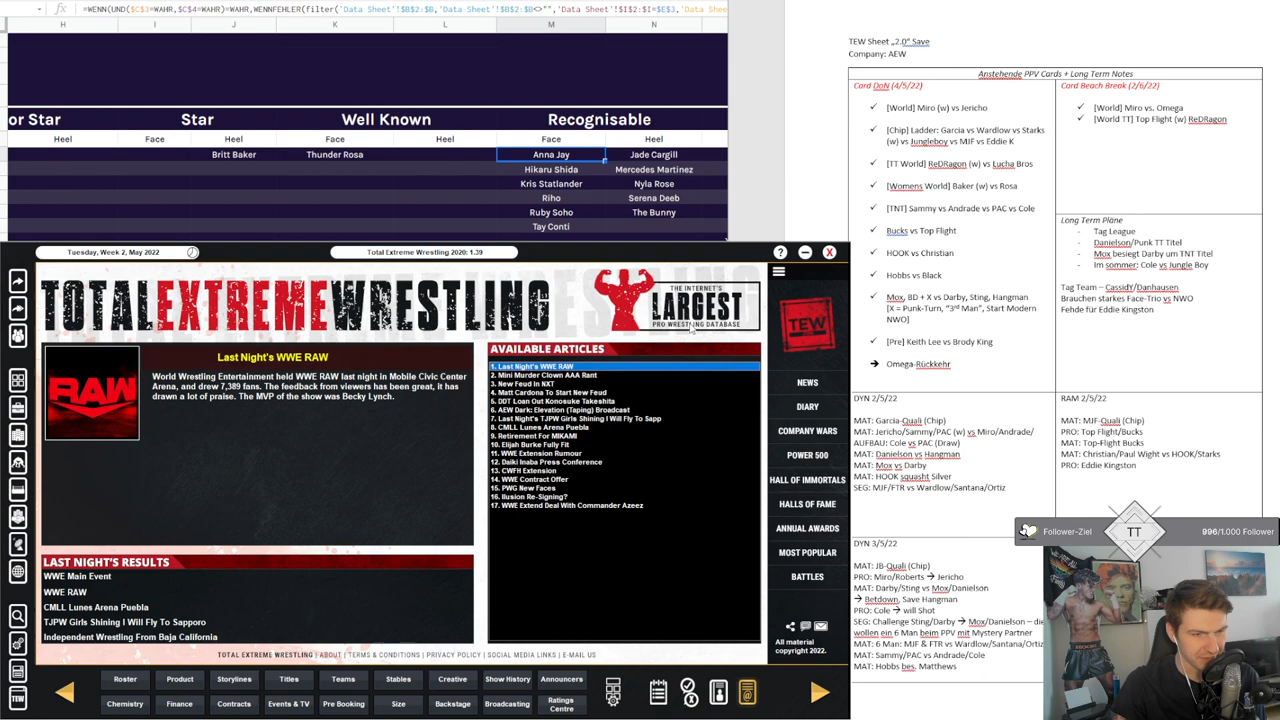 =WENN(UND($C$3=WAHR,$C$4=WAHR)=WAHR,WENNFEHLER(filter('Data Sheet'!$B$2:$B,'Data Sheet'!$B$2:$B<>"",'Data Sheet'!$I$2:$I=$E$3,'Data Shee
H I J K L M N
or Star Star Well Known Recognisable
Heel Face Heel Face Heel Face Heel
Britt Baker Thunder Rosa Anna Jay Jade Cargill
Hikaru Shida Mercedes Martinez
Kris Statlander Nyla Rose
Riho Serena Deeb
Ruby Soho The Bunny
Tay Conti
Tuesday, Week 2, May 2022 Total Extreme Wrestling 2020: 1.39
TOTALEXTREMEWRESTLING
THE INTERNET'S
LARGEST
PRO WRESTLING DATABASE
Last Night's WWE RAW
World Wrestling Entertainment held WWE RAW last night in Mobile Civic Center
Arena, and drew 7,389 fans. The feedback from viewers has been great, it has
drawn a lot of praise. The MVP of the show was Becky Lynch.
RAW
AVAILABLE ARTICLES
1. Last Night's WWE RAW
2. Mini Murder Clown AAA Rant
3. New Feud In NXT
4. Matt Cardona To Start New Feud
5. DDT Loan Out Konosuke Takeshita
6. AEW Dark: Elevation (Taping) Broadcast
7. Last Night's TJPW Girls Shining I Will Fly To Sapp
8. CMLL Lunes Arena Puebla
9. Retirement For MIKAMI
10. Elijah Burke Fully Fit
11. WWE Extension Rumour
12. Daiki Inaba Press Conference
13. CWFH Extension
14. WWE Contract Offer
15. PWG New Faces
16. Ilusion Re-Signing?
17. WWE Extend Deal With Commander Azeez
LAST NIGHT'S RESULTS
WWE Main Event
WWE RAW
CMLL Lunes Arena Puebla
TJPW Girls Shining I Will Fly To Sapporo
Independent Wrestling From Baja California
TEW
NEWS
DIARY
COMPANY WARS
POWER 500
HALL OF IMMORTALS
HALLS OF FAME
ANNUAL AWARDS
MOST POPULAR
BATTLES
All material
copyright 2022.
TOTAL EXTREME WRESTLING | ABOUT | TERMS & CONDITIONS | PRIVACY POLICY | SOCIAL MEDIA LINKS | E-MAIL US
TEW
Roster Product Storylines Titles Teams Stables Creative Show History Announcers
Chemistry Finance Contracts Events & TV Pre Booking Size Backstage Broadcasting Ratings Centre
TEW Sheet „2.0" Save
Company: AEW
Anstehende PPV Cards + Long Term Notes
Card DoN (4/5/22)
[World] Miro (w) vs Jericho
[Chip] Ladder: Garcia vs Wardlow vs Starks
(w) vs Jungleboy vs MJF vs Eddie K
[TT World] ReDRagon (w) vs Lucha Bros
[Womens World] Baker (w) vs Rosa
[TNT] Sammy vs Andrade vs PAC vs Cole
Bucks vs Top Flight
HOOK vs Christian
Hobbs vs Black
Mox, BD + X vs Darby, Sting, Hangman
[X = Punk-Turn, "3rd Man", Start Modern
NWO]
[Pre] Keith Lee vs Brody King
➔ Omega-Rückkehr
Card Beach Break (2/6/22)
[World] Miro vs. Omega
[World TT] Top Flight (w) ReDRagon
Long Term Pläne
- Tag League
- Danielson/Punk TT Titel
- Mox besiegt Darby um TNT Titel
- Im sommer: Cole vs Jungle Boy
Tag Team – CassidY/Danhausen
Brauchen starkes Face-Trio vs NWO
Fehde für Eddie Kingston
DYN 2/5/22
MAT: Garcia-Quali (Chip)
MAT: Jericho/Sammy/PAC (w) vs Miro/Andrade/
AUFBAU: Cole vs PAC (Draw)
MAT: Danielson vs Hangman
MAT: Mox vs Darby
MAT: HOOK squasht Silver
SEG: MJF/FTR vs Wardlow/Santana/Ortiz
RAM 2/5/22
MAT: MJF-Quali (Chip)
PRO: Top Flight/Bucks
MAT: Top-Flight Bucks
MAT: Christian/Paul Wight vs HOOK/Starks
PRO: Eddie Kingston
DYN 3/5/22
MAT: JB-Quali (Chip)
PRO: Miro/Roberts → Jericho
MAT: Darby/Sting vs Mox/Danielson
→ Betdown, Save Hangman
PRO: Cole → will Shot
SEG: Challenge Sting/Darby → Mox/Danielson – die
wollen ein 6 Man beim PPV mit Mystery Partner
MAT: 6 Man: MJF & FTR vs Wardlow/Santana/Ortiz
MAT: Sammy/PAC vs Andrade/Cole
MAT: Hobbs bes. Matthews
Follower-Ziel TT 996/1.000 Follower